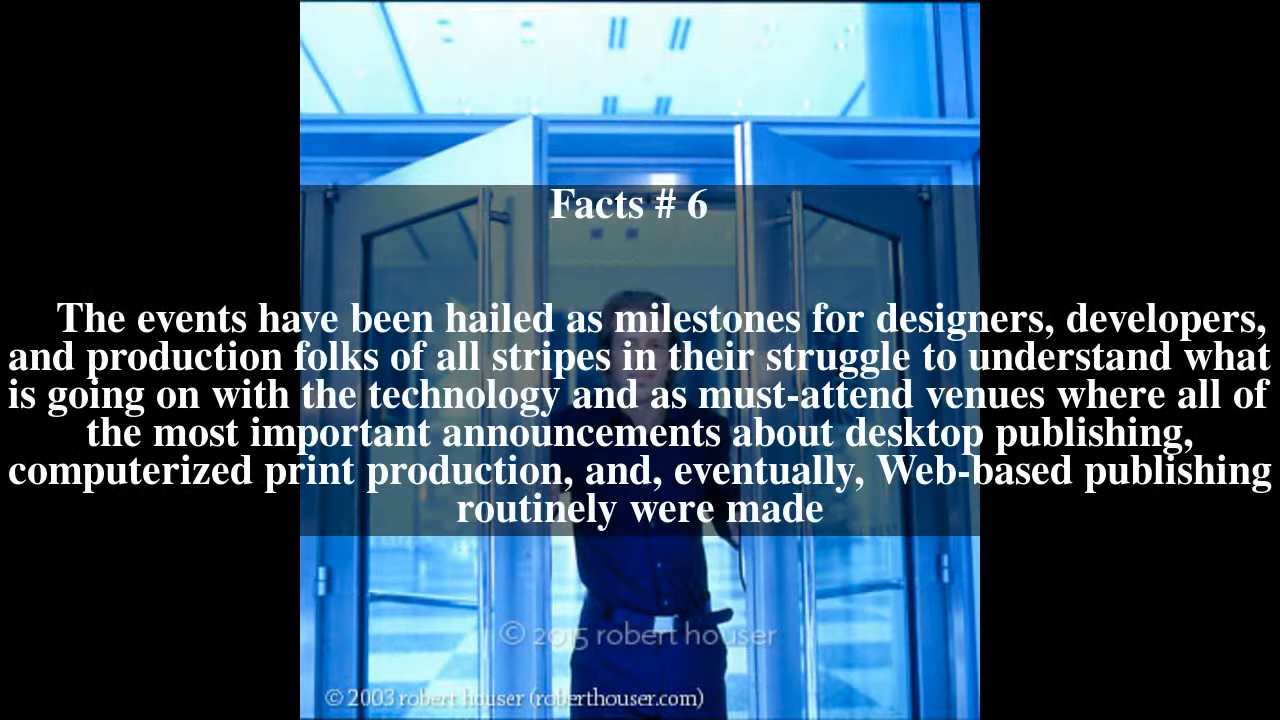 Facts # 6
The events have been hailed as milestones for designers, developers,
and production folks of all stripes in their struggle to understand what
is going on with the technology and as must-attend venues where all of
the most important announcements about desktop publishing,
computerized print production, and, eventually, Web-based publishing
routinely were made
© 2015 robert houser
© 2003 robert houser (roberthouser.com)